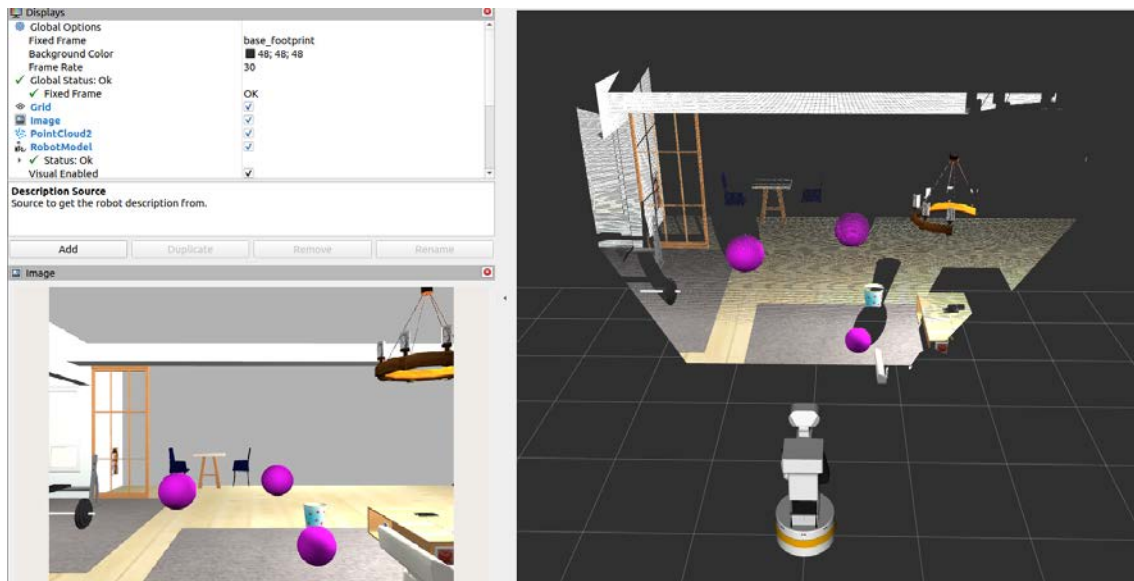 Displays
Global Options
Fixed Frame base_footprint
Background Color 48; 48; 48
Frame Rate 30
Global Status: Ok
Fixed Frame OK
Grid
Image
PointCloud2
RobotModel
Status: Ok
Visual Enabled
Description Source
Source to get the robot description from.
Add Duplicate Remove Rename
Image